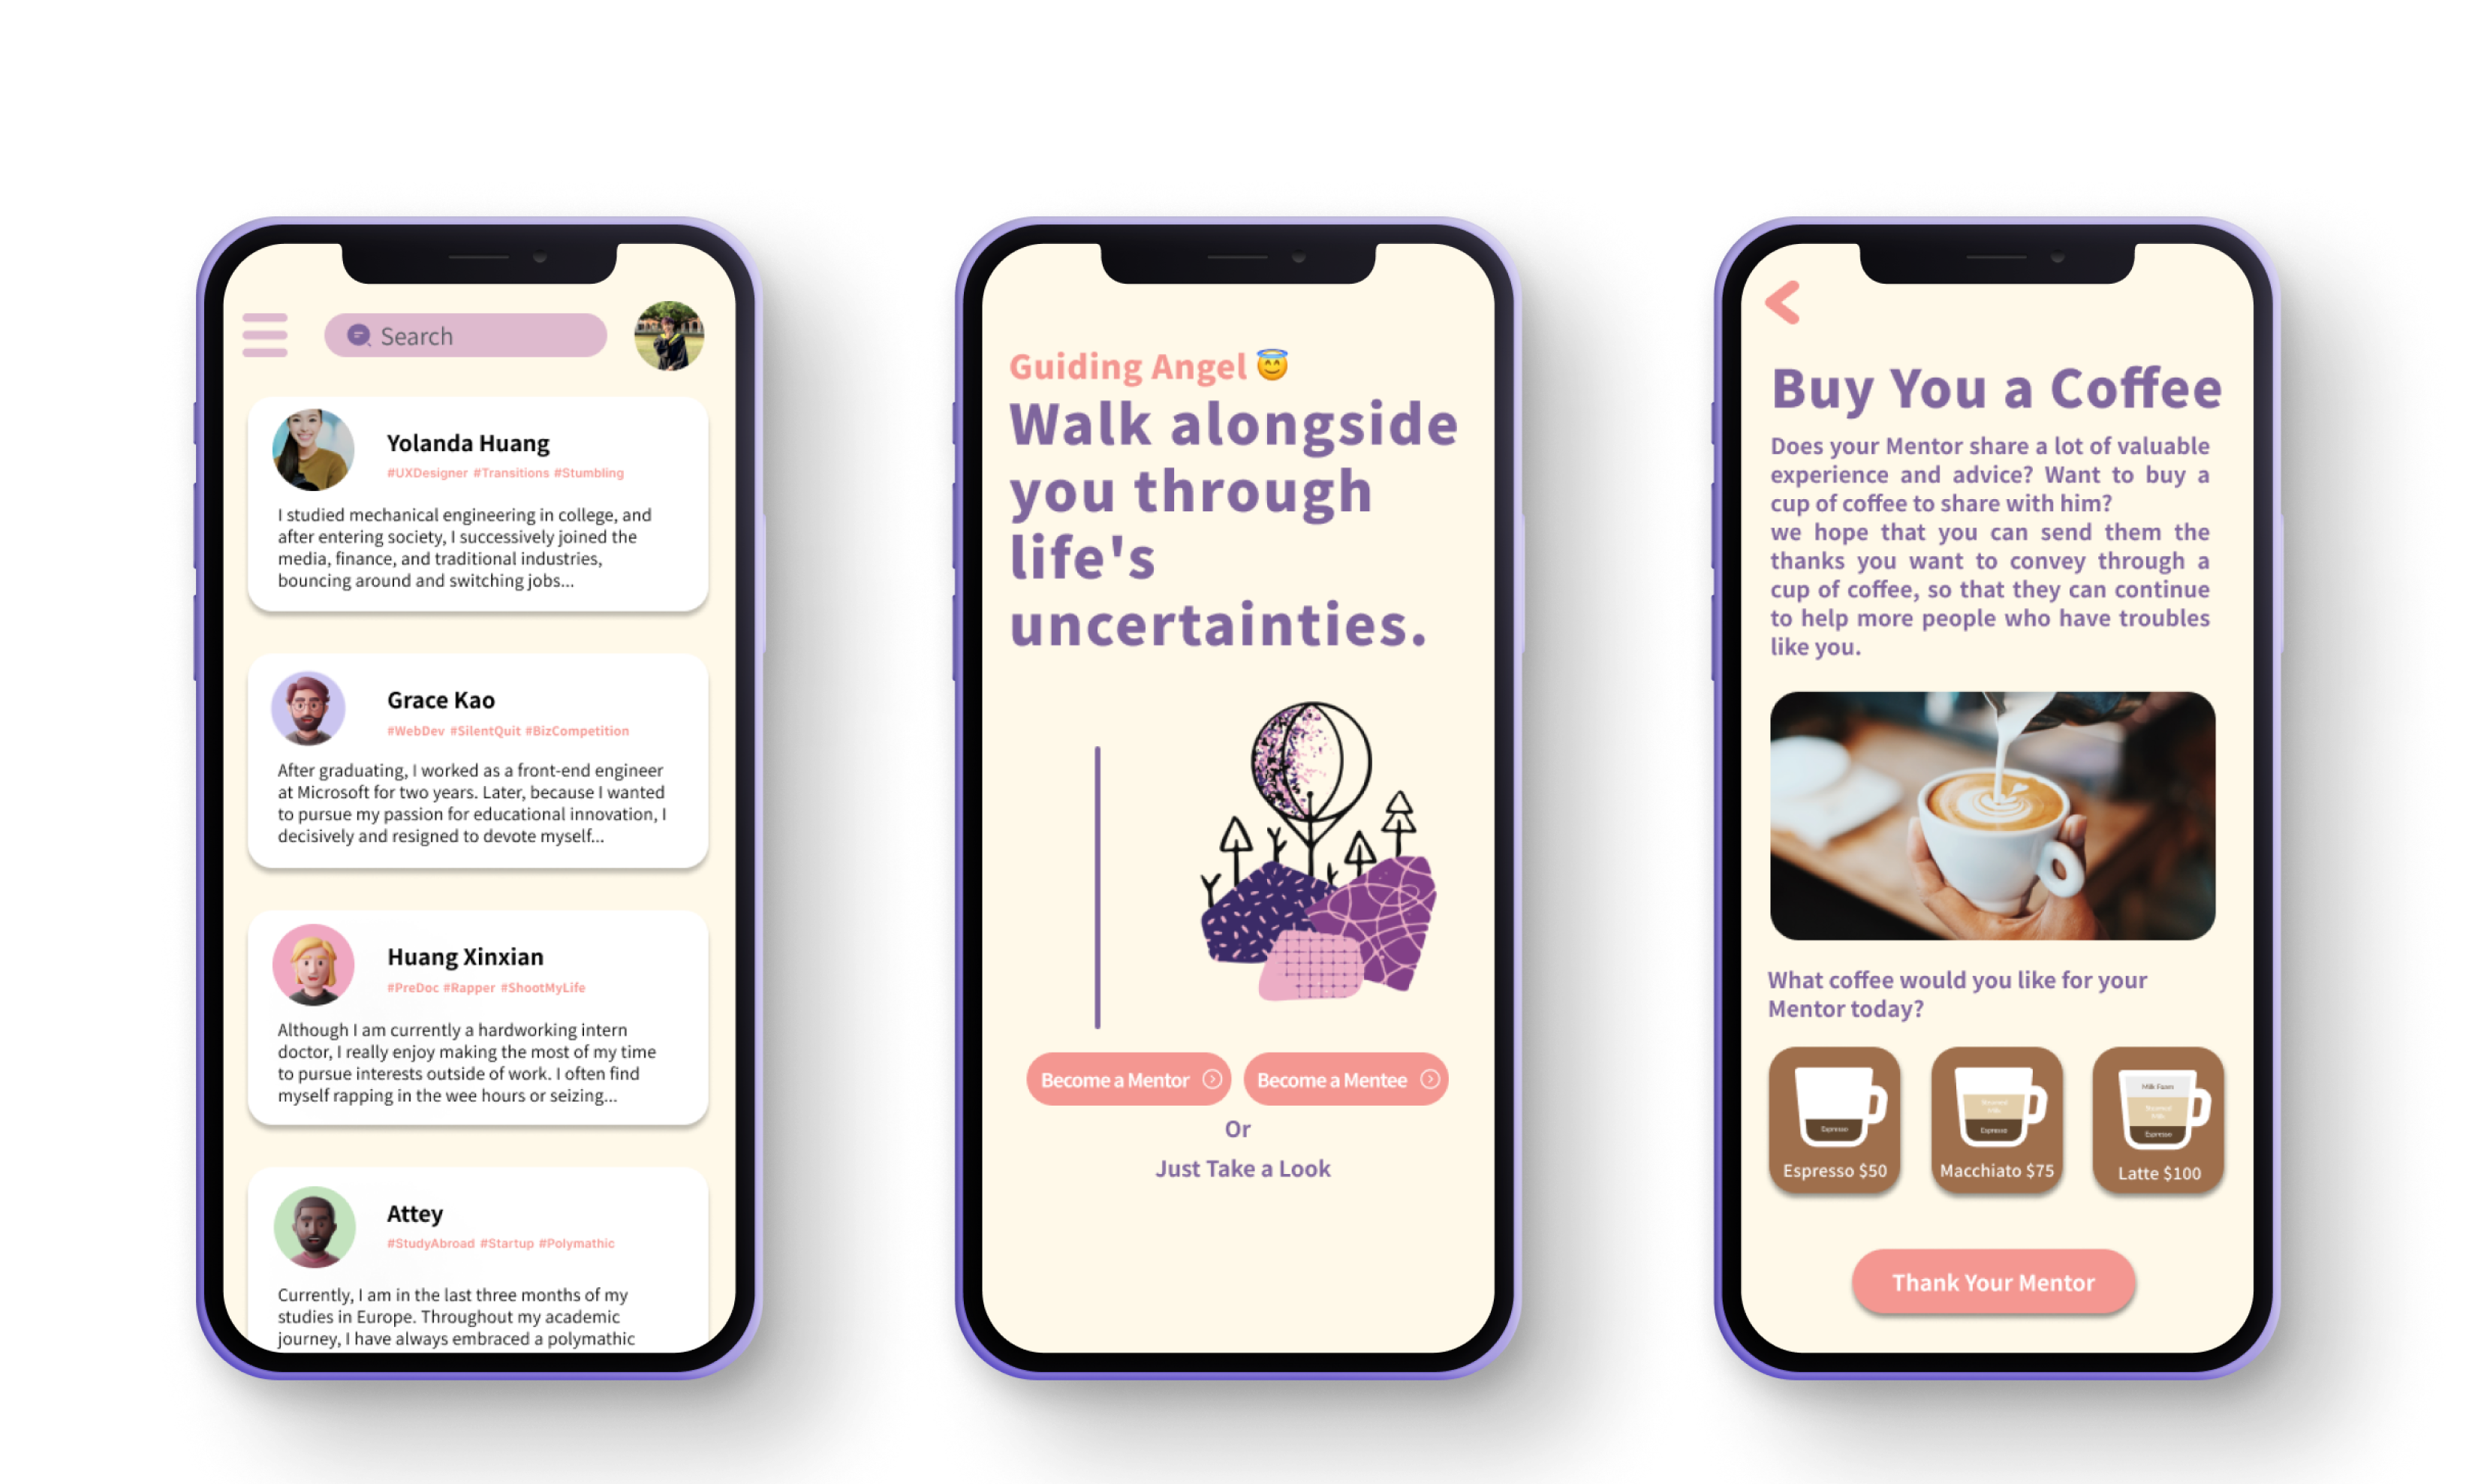 Search
Yolanda Huang
#UXDesigner #Transitions #Stumbling
I studied mechanical engineering in college, and
after entering society, I successively joined the
media, finance, and traditional industries,
bouncing around and switching jobs...
Grace Kao
#WebDev #SilentQuit #BizCompetition
After graduating, I worked as a front-end engineer
at Microsoft for two years. Later, because I wanted
to pursue my passion for educational innovation, I
decisively and resigned to devote myself...
Huang Xinxian
#PreDoc #Rapper #ShootMyLife
Although I am currently a hardworking intern
doctor, I really enjoy making the most of my time
to pursue interests outside of work. I often find
myself rapping in the wee hours or seizing...
Attey
#StudyAbroad #Startup #Polymathic
Currently, I am in the last three months of my
studies in Europe. Throughout my academic
journey, I have always embraced a polymathic
Guiding Angel 😇
Walk alongside
you through
life's
uncertainties.
Become a Mentor
Become a Mentee
Or
Just Take a Look
Buy You a Coffee
Does your Mentor share a lot of valuable
experience and advice? Want to buy a
cup of coffee to share with him?
we hope that you can send them the
thanks you want to convey through a
cup of coffee, so that they can continue
to help more people who have troubles
like you.
What coffee would you like for your
Mentor today?
Espresso
Espresso $50
Steamed
Milk
Espresso
Macchiato $75
Milk Foam
Steamed
Milk
Espresso
Latte $100
Thank Your Mentor